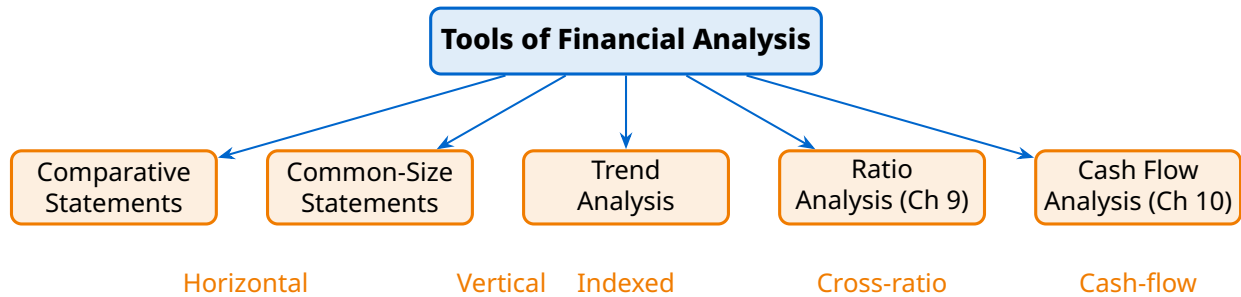 Tools of Financial Analysis
Comparative
Statements
Common-Size
Statements
Trend
Analysis
Ratio
Analysis (Ch 9)
Cash Flow
Analysis (Ch 10)
Horizontal
Vertical
Indexed
Cross-ratio
Cash-flow